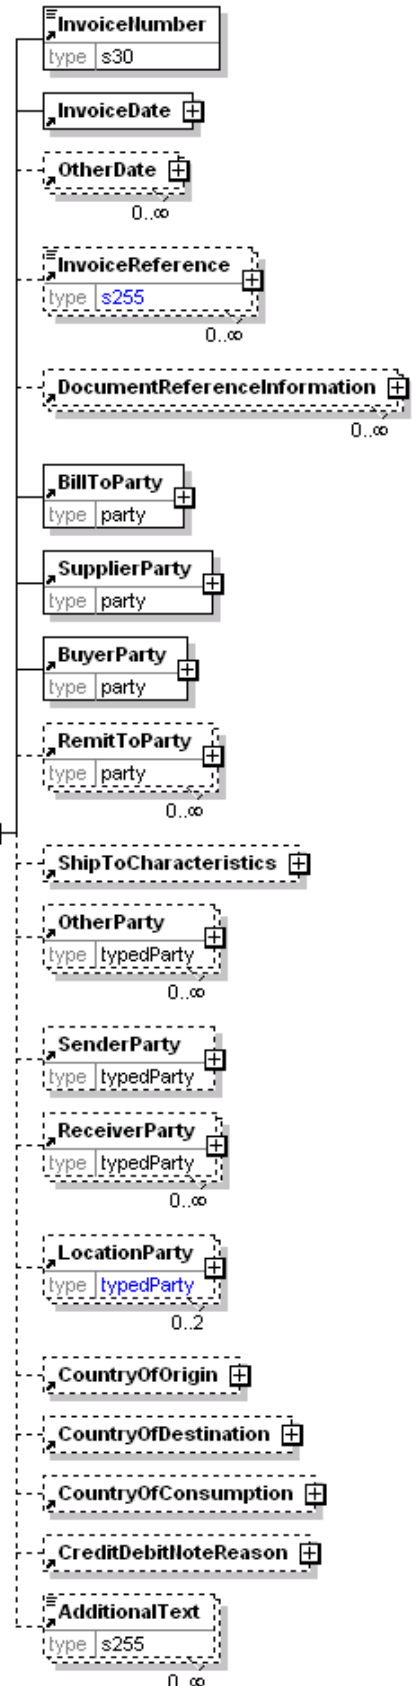 InvoiceNumber
type s30
InvoiceDate
OtherDate
0..∞
InvoiceReference
type s255
0..∞
DocumentReferenceInformation
0..∞
BillToParty
type party
SupplierParty
type party
BuyerParty
type party
RemitToParty
type party
0..∞
ShipToCharacteristics
OtherParty
type typedParty
0..∞
SenderParty
type typedParty
ReceiverParty
type typedParty
0..∞
LocationParty
type typedParty
0..2
CountryOfOrigin
CountryOfDestination
CountryOfConsumption
CreditDebitNoteReason
AdditionalText
type s255
0..∞